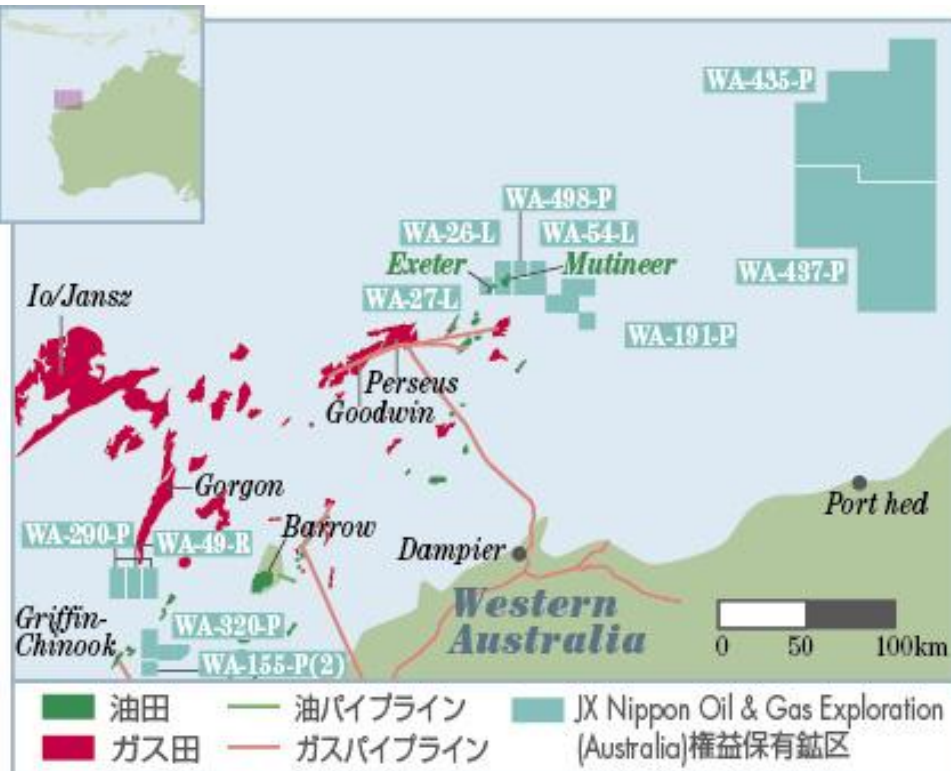 WA-435-P
WA-498-P
WA-26-L
WA-54-L
Exeter
Mutineer
WA-437-P
Io/Jansz
WA-27-L
WA-191-P
Perseus
Goodwin
Gorgon
Port hed
Barrow
WA-290-P
WA-49-R
Dampier
Western
Australia
Griffin-
Chinook
WA-320-P
WA-155-P(2)
0 50 100km
油田
油パイプライン
JX Nippon Oil & Gas Exploration
ガス田
ガスパイプライン
(Australia)権益保有鉱区